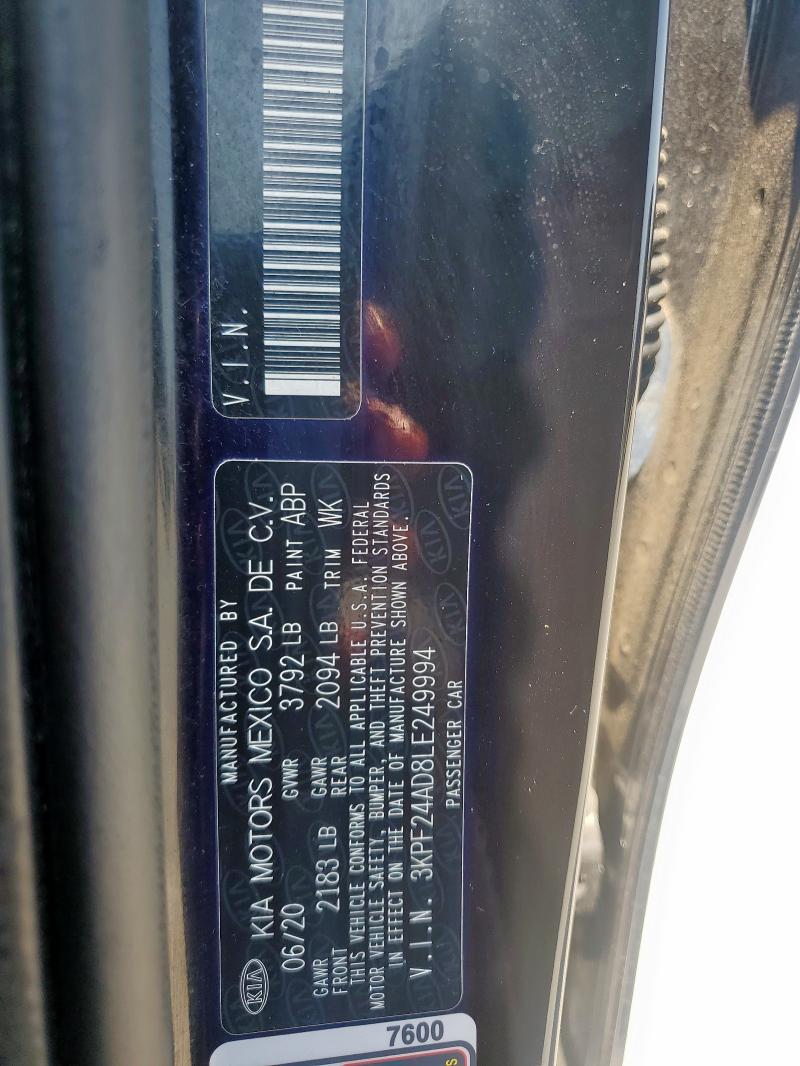 V.I.N.
MANUFACTURED BY
KIA KIA MOTORS MEXICO S.A. DE C.V.
06/20 GVWR 3792 LB PAINT ABP
GAWR FRONT 2183 LB GAWR REAR 2094 LB TRIM WK
THIS VEHICLE CONFORMS TO ALL APPLICABLE U.S.A. FEDERAL
MOTOR VEHICLE SAFETY, BUMPER, AND THEFT PREVENTION STANDARDS
IN EFFECT ON THE DATE OF MANUFACTURE SHOWN ABOVE.
V.I.N. 3KPF24AD8LE249994
PASSENGER CAR
7600